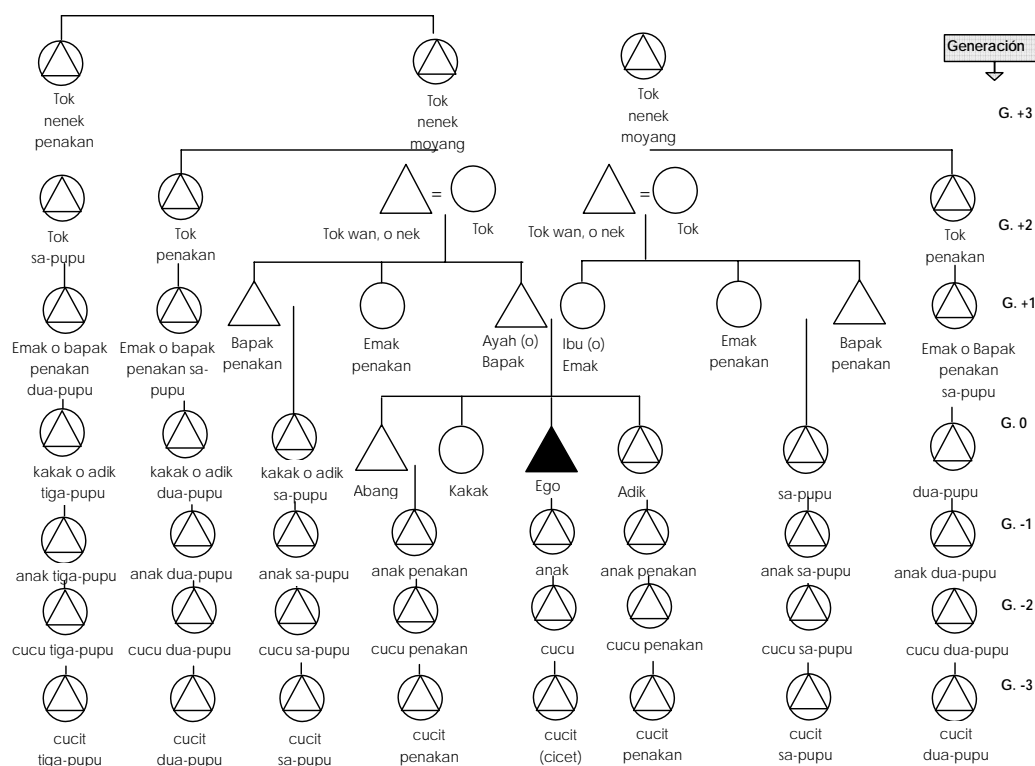 Generación
Tok
nenek
penakan
Tok
nenek
moyang
Tok
nenek
moyang
G. +3
Tok
sa-pupu
Tok
penakan
=
Tok wan, o nek
Tok
=
Tok wan, o nek
Tok
Tok
penakan
G. +2
Emak o bapak
penakan
dua-pupu
Emak o bapak
penakan sa-
pupu
Bapak
penakan
Emak
penakan
Ayah (o)
Bapak
Ibu (o)
Emak
Emak
penakan
Bapak
penakan
Emak o Bapak
penakan
sa-pupu
G. +1
kakak o adik
tiga-pupu
kakak o adik
dua-pupu
kakak o adik
sa-pupu
Abang
Kakak
Ego
Adik
sa-pupu
dua-pupu
G. 0
anak tiga-pupu
anak dua-pupu
anak sa-pupu
anak penakan
anak
anak penakan
anak sa-pupu
anak dua-pupu
G. -1
cucu tiga-pupu
cucu dua-pupu
cucu sa-pupu
cucu penakan
cucu
cucu penakan
cucu sa-pupu
cucu dua-pupu
G. -2
cucit
tiga-pupu
cucit
dua-pupu
cucit
sa-pupu
cucit
penakan
cucit
(cicet)
cucit
penakan
cucit
sa-pupu
cucit
dua-pupu
G. -3